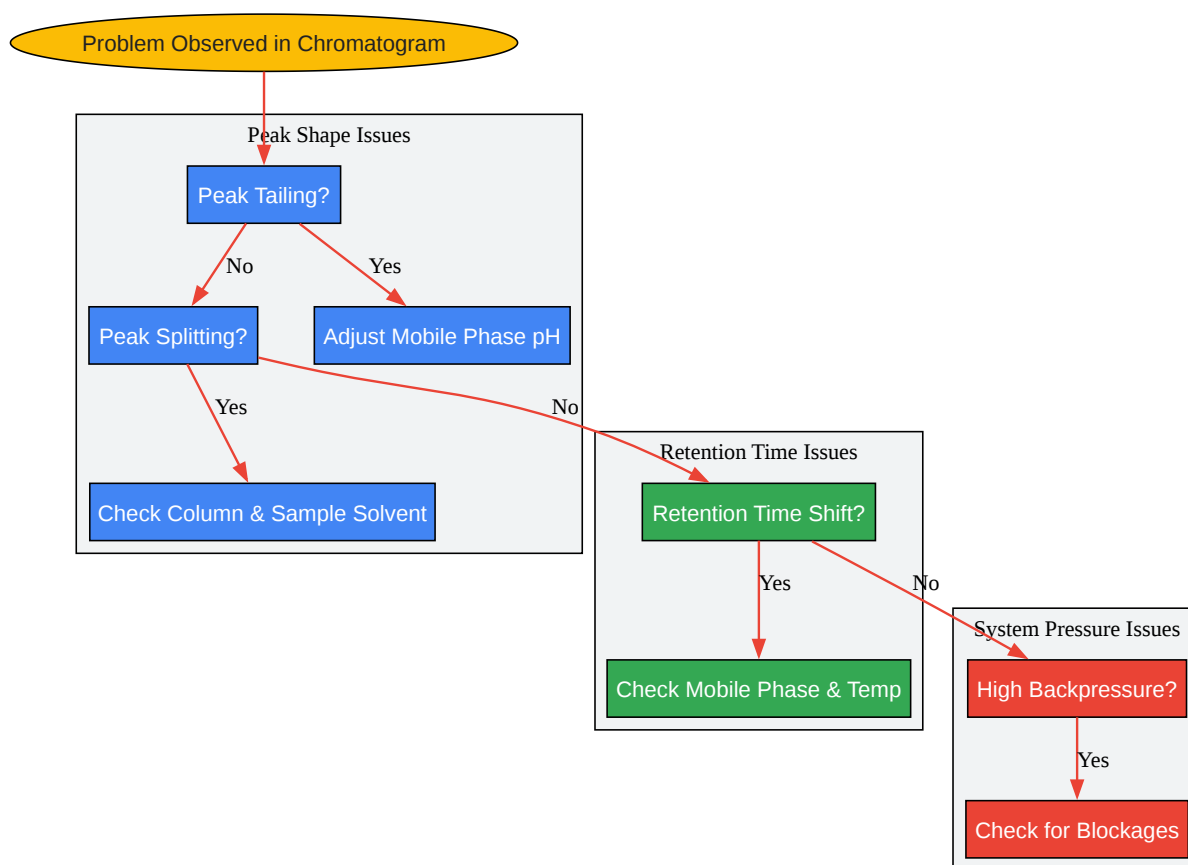 Problem Observed in Chromatogram
Peak Shape Issues
Peak Tailing?
No
Yes
Peak Splitting?
Adjust Mobile Phase pH
Yes
No
Retention Time Issues
Check Column & Sample Solvent
Retention Time Shift?
Yes
No
System Pressure Issues
Check Mobile Phase & Temp
High Backpressure?
Yes
Check for Blockages